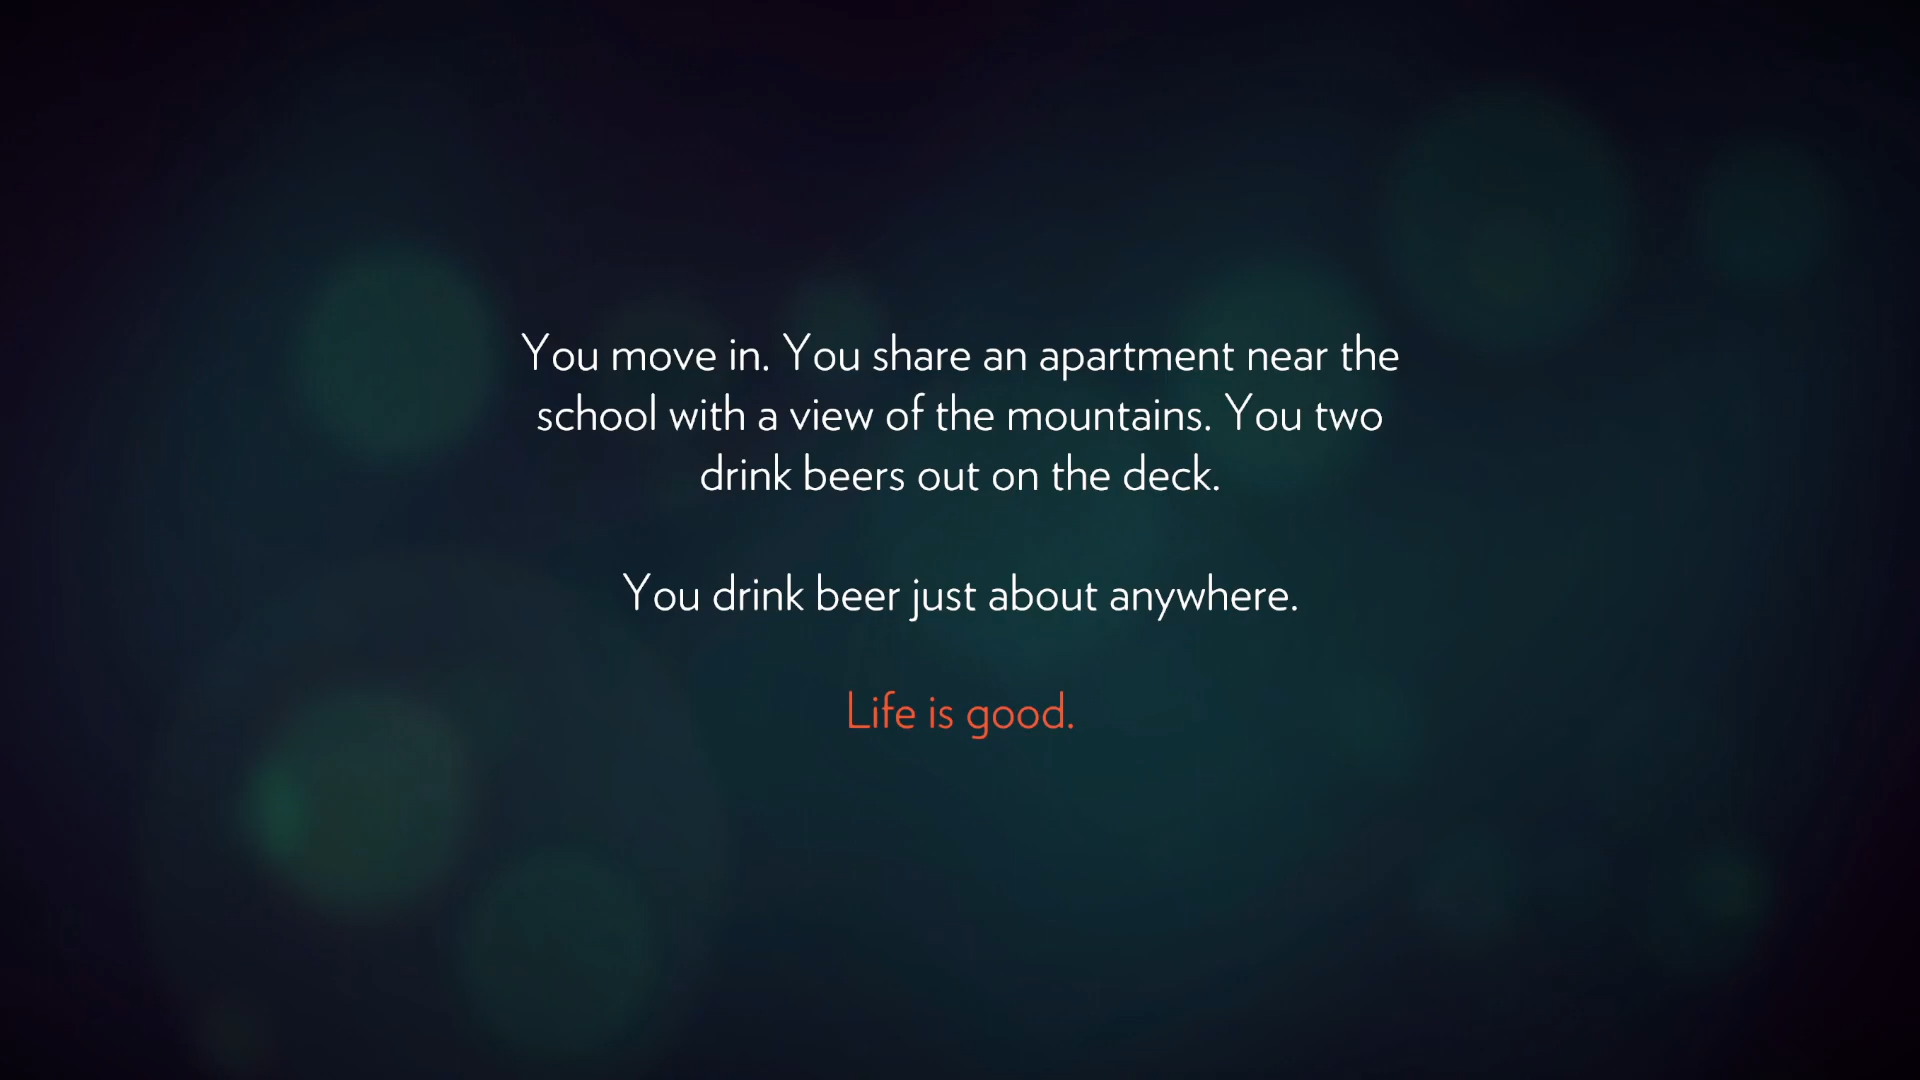 You move in. You share an apartment near the
school with a view of the mountains. You two
drink beers out on the deck.
You drink beer just about anywhere.
Life is good.